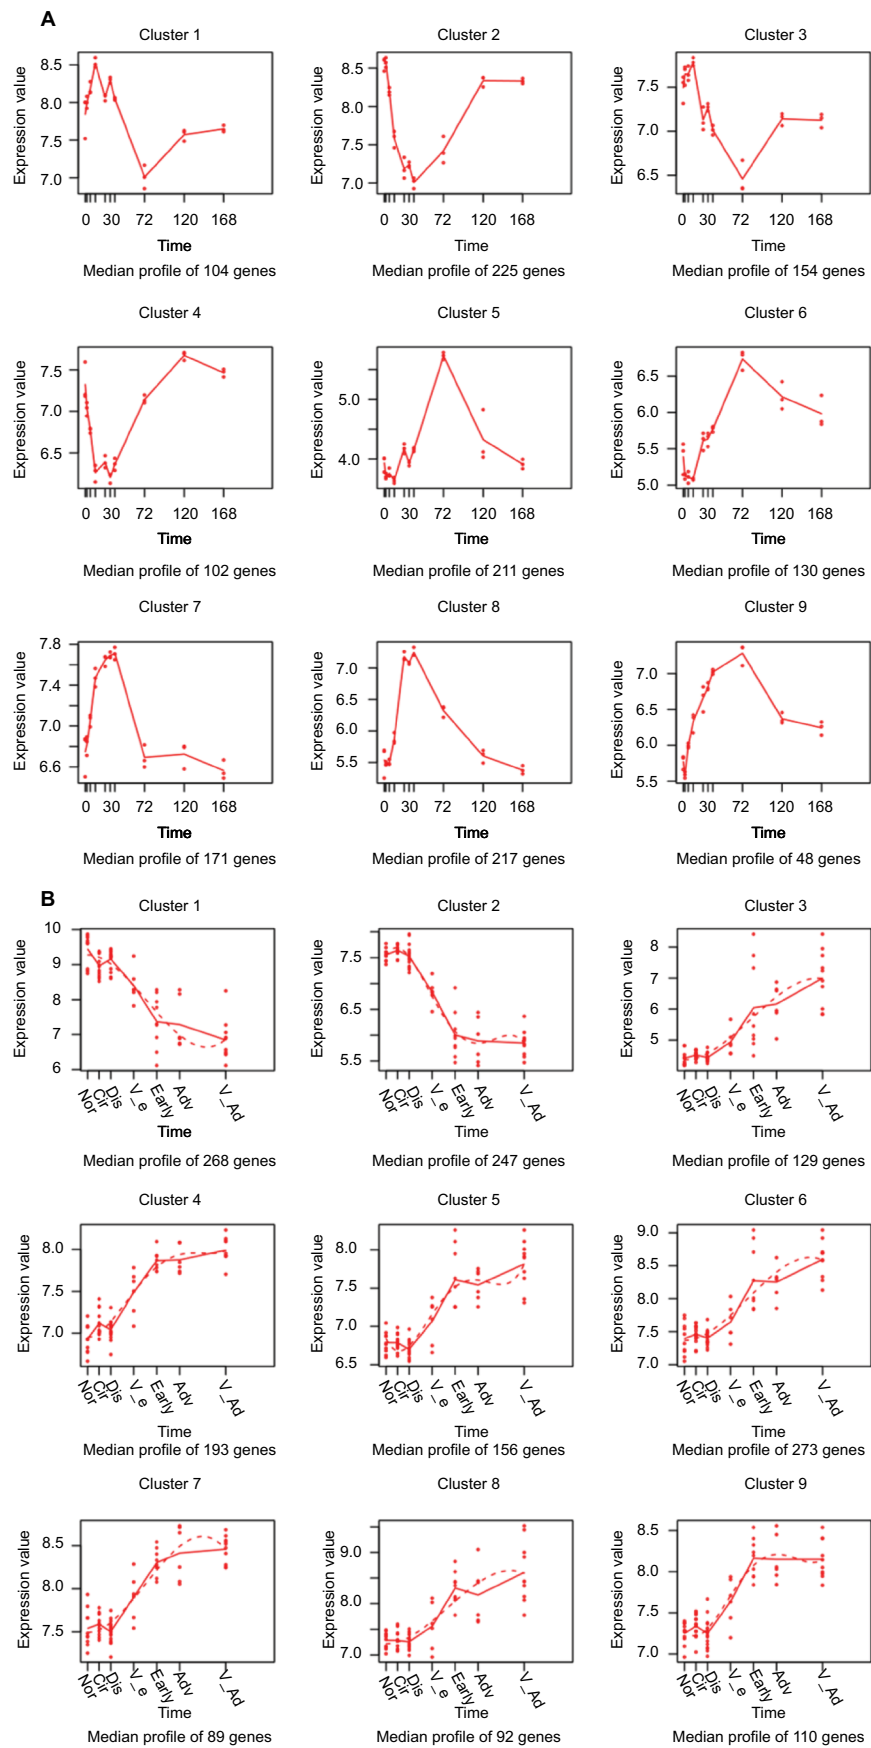 A
Cluster 1
Cluster 2
Cluster 3
Expression value
8.5
8.0
7.5
7.0
0 30 72 120 168
Time
Median profile of 104 genes
Expression value
8.5
8.0
7.5
7.0
0 30 72 120 168
Time
Median profile of 225 genes
Expression value
7.5
7.0
6.5
0 30 72 120 168
Time
Median profile of 154 genes
Cluster 4
Cluster 5
Cluster 6
Expression value
7.5
7.0
6.5
0 30 72 120 168
Time
Median profile of 102 genes
Expression value
5.0
4.0
0 30 72 120 168
Time
Median profile of 211 genes
Expression value
6.5
6.0
5.5
5.0
0 30 72 120 168
Time
Median profile of 130 genes
Cluster 7
Cluster 8
Cluster 9
Expression value
7.8
7.4
7.0
6.6
0 30 72 120 168
Time
Median profile of 171 genes
Expression value
7.0
6.5
6.0
5.5
0 30 72 120 168
Time
Median profile of 217 genes
Expression value
7.0
6.5
6.0
5.5
0 30 72 120 168
Time
Median profile of 48 genes
B
Cluster 1
Cluster 2
Cluster 3
Expression value
10
9
8
7
6
Nor Cir Dis V_e Early Adv V_Ad
Time
Median profile of 268 genes
Expression value
7.5
6.5
5.5
Nor Cir Dis V_e Early Adv V_Ad
Time
Median profile of 247 genes
Expression value
8
7
6
5
Nor Cir Dis V_e Early Adv V_Ad
Time
Median profile of 129 genes
Cluster 4
Cluster 5
Cluster 6
Expression value
8.0
7.5
7.0
Nor Cir Dis V_e Early Adv V_Ad
Time
Median profile of 193 genes
Expression value
8.0
7.5
7.0
6.5
Nor Cir Dis V_e Early Adv V_Ad
Time
Median profile of 156 genes
Expression value
9.0
8.5
8.0
7.5
7.0
Nor Cir Dis V_e Early Adv V_Ad
Time
Median profile of 273 genes
Cluster 7
Cluster 8
Cluster 9
Expression value
8.5
8.0
7.5
Nor Cir Dis V_e Early Adv V_Ad
Time
Median profile of 89 genes
Expression value
9.0
8.0
7.0
Nor Cir Dis V_e Early Adv V_Ad
Time
Median profile of 92 genes
Expression value
8.5
8.0
7.5
7.0
Nor Cir Dis V_e Early Adv V_Ad
Time
Median profile of 110 genes